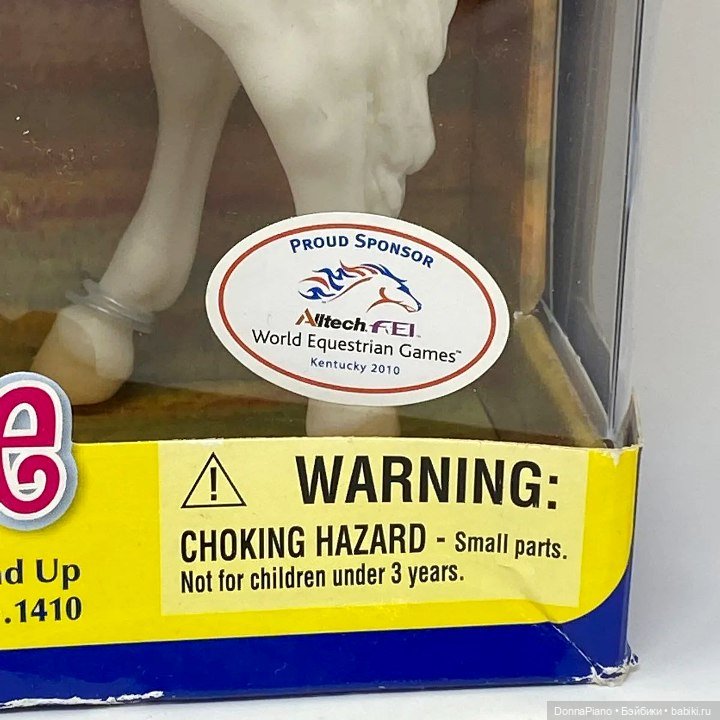 PROUD SPONSOR
Alltech FEI
World Equestrian Games™
Kentucky 2010
e
WARNING:
CHOKING HAZARD - Small parts.
Not for children under 3 years.
d Up
.1410
DonnaPiano • Бэйбики • babiki.ru